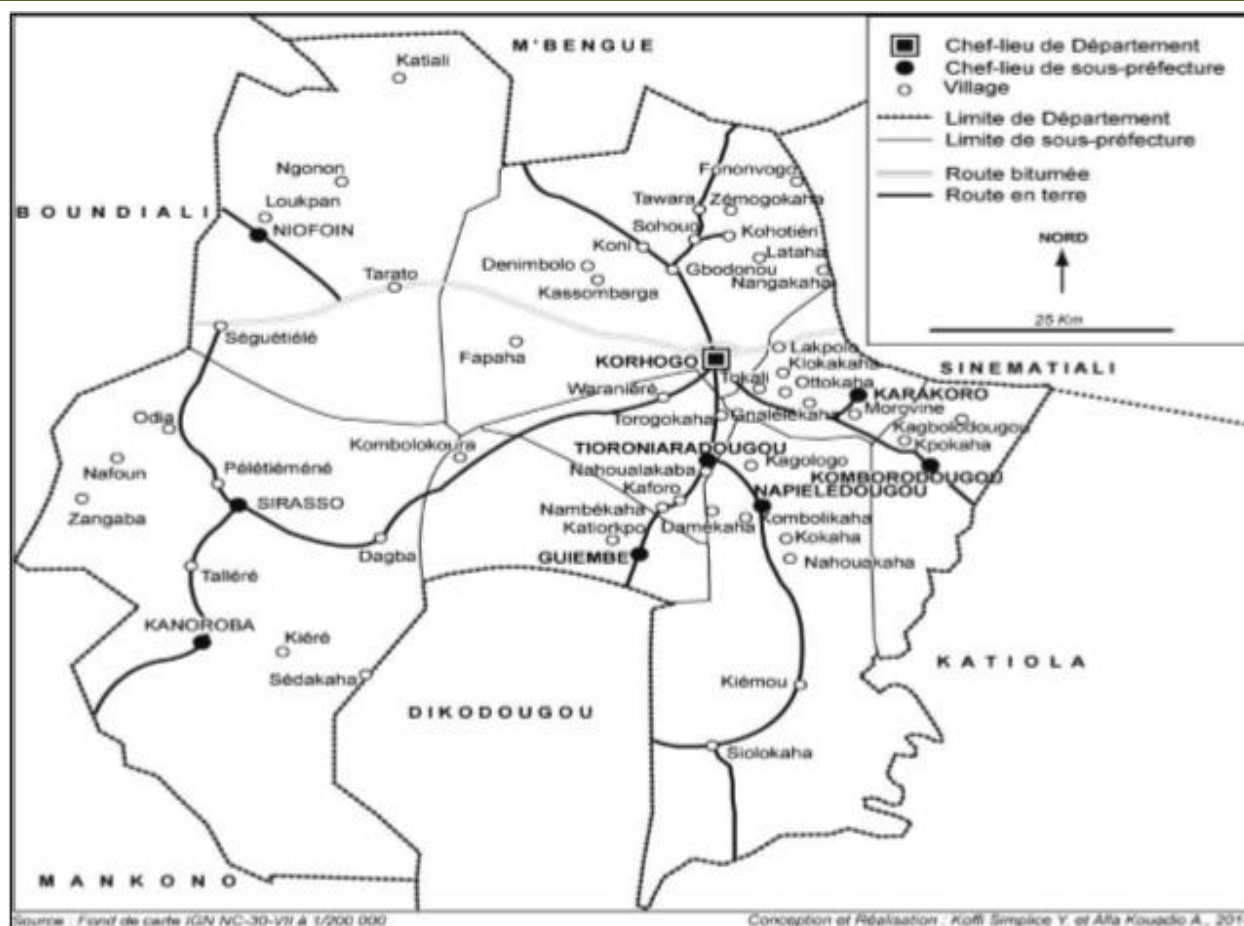 M'BENGUE
Katiali
Chef-lieu de Département
Chef-lieu de sous-préfecture
Village
Limite de Département
Limite de sous-préfecture
Route bitumée
Route en terre
NORD
25 Km
Ngonon
Loukpan
BOUNDIALI
NIOFOIN
Tarato
Séguétiélé
Fononvogo
Tawara
Zémogokaha
Sohouo
Kohotiéri
Koni
Lataha
Denimbolo
Gbodonou
Kassombarga
Nangakaha
Fapaha
KORHOGO
Lakpolo
Klokakaha
SINEMATIALI
Tokali
Ottokaha
Waraniéré
KARAKORO
Torogokaha
Gnalélékaha
Morovine
Kagbolodougou
Kpokaha
Odia
Kombolokoura
TIORONIARADOUGOU
Nafoun
Pélétiéméné
Nahoualakaba
Kagologo
KOMBORODOUGOU
Zangaba
SIRASSO
Kaforo
NAPIELEDOUGOU
Nambékaha
Damékaha
Kombolikaha
Katiorkpo
Kokaha
Dagba
GUIEMBE
Nahouakaha
Talléré
KANOROBA
Kiéré
Sédakaha
KATIOLA
Kiémou
DIKODOUGOU
Siolokaha
MANKONO
Source : Fond de carte IGN NC-30-VII à 1/200 000
Conception et Réalisation : Koffi Simplice Y. et Alla Kouadio A.,